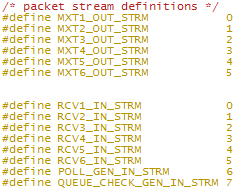 /* packet stream definitions */
#define MXT1_OUT_STRM 0
#define MXT2_OUT_STRM 1
#define MXT3_OUT_STRM 2
#define MXT4_OUT_STRM 3
#define MXT5_OUT_STRM 4
#define MXT6_OUT_STRM 5
#define RCV1_IN_STRM 0
#define RCV2_IN_STRM 1
#define RCV3_IN_STRM 2
#define RCV4_IN_STRM 3
#define RCV5_IN_STRM 4
#define RCV6_IN_STRM 5
#define POLL_GEN_IN_STRM 6
#define QUEUE_CHECK_GEN_IN_STRM 7